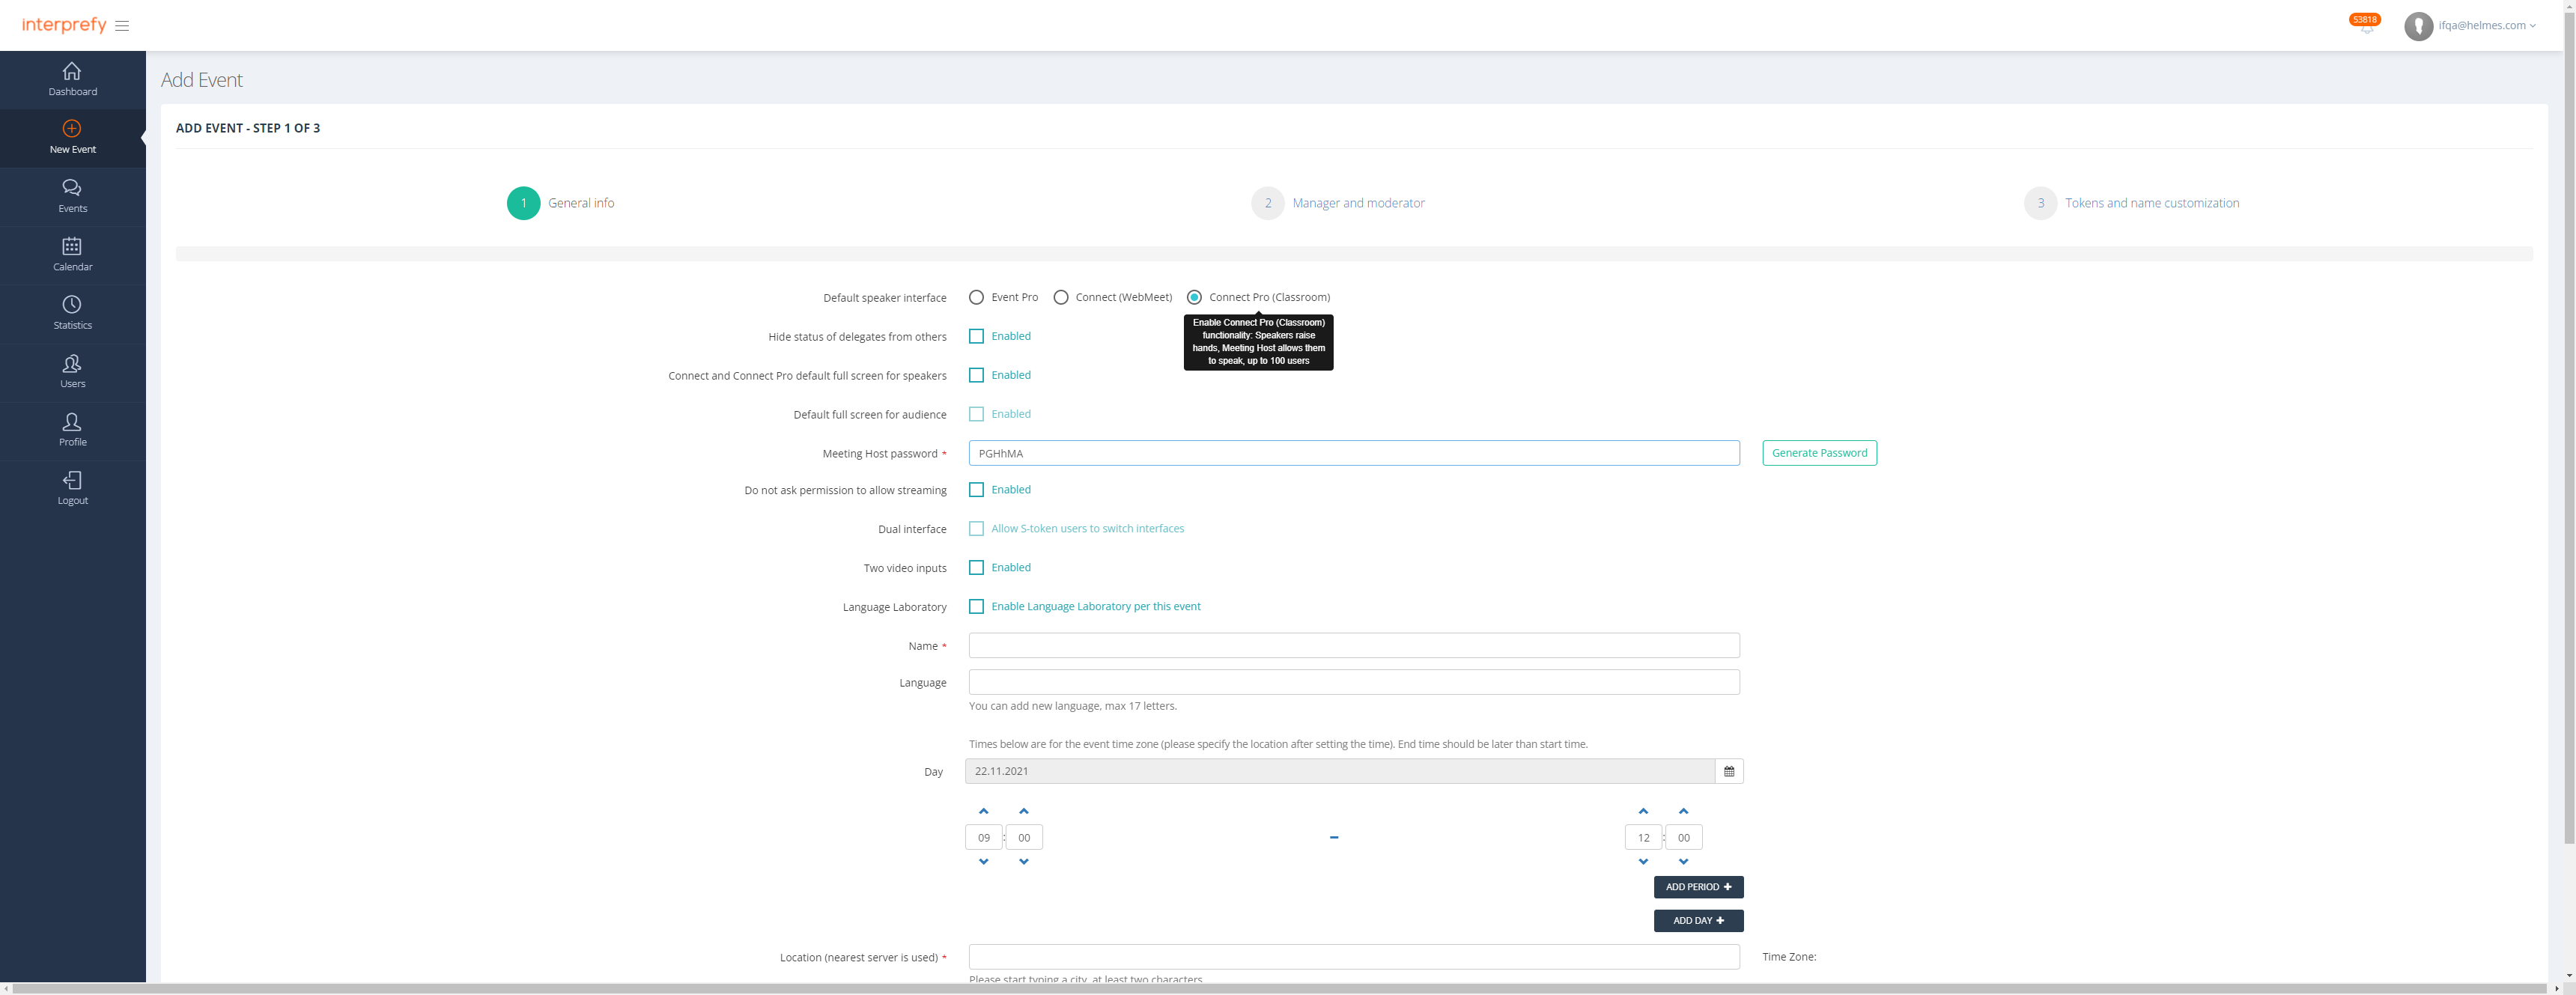 interprefy
53818
ifqa@helmes.com
Dashboard
New Event
Events
Calendar
Statistics
Users
Profile
Logout
Add Event
ADD EVENT - STEP 1 OF 3
1 General info
2 Manager and moderator
3 Tokens and name customization
Default speaker interface Event Pro Connect (WebMeet) Connect Pro (Classroom)
Enable Connect Pro (Classroom)
functionality: Speakers raise
hands, Meeting Host allows them
to speak, up to 100 users
Hide status of delegates from others Enabled
Connect and Connect Pro default full screen for speakers Enabled
Default full screen for audience Enabled
Meeting Host password * PGHhMA Generate Password
Do not ask permission to allow streaming Enabled
Dual interface Allow S-token users to switch interfaces
Two video inputs Enabled
Language Laboratory Enable Language Laboratory per this event
Name *
Language
You can add new language, max 17 letters.
Times below are for the event time zone (please specify the location after setting the time). End time should be later than start time.
Day 22.11.2021
09 : 00 – 12 : 00
ADD PERIOD +
ADD DAY +
Location (nearest server is used) * Time Zone:
Please start typing a city, at least two characters